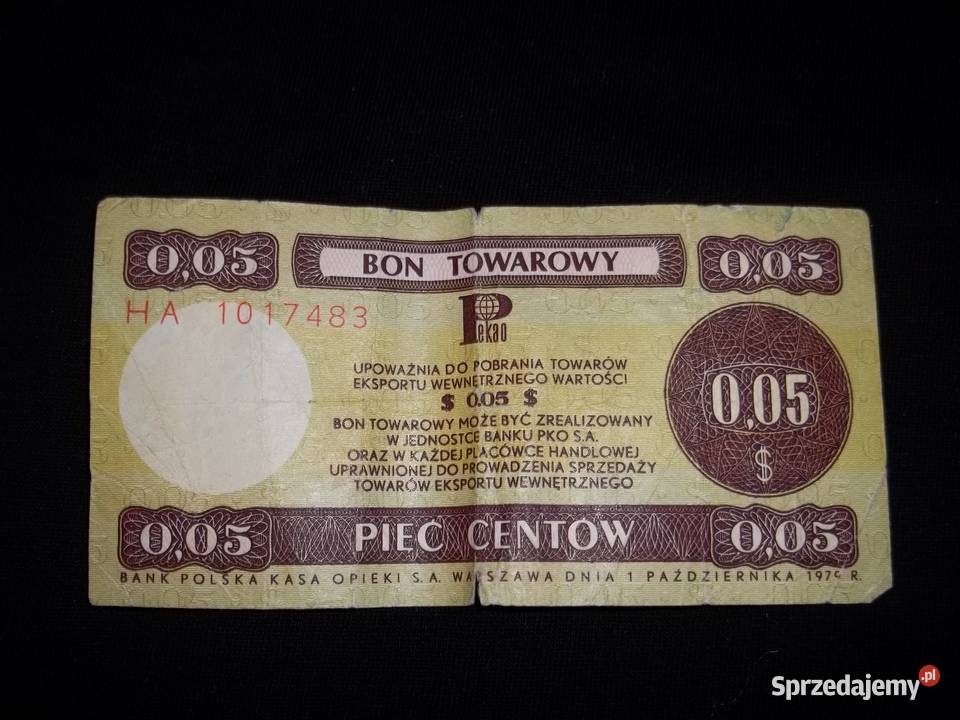 0,05 BON TOWAROWY 0,05
HA 1017483
Pekao
UPOWAŻNIA DO POBRANIA TOWARÓW
EKSPORTU WEWNĘTRZNEGO WARTOŚCI
$ 0.05 $
BON TOWAROWY MOŻE BYĆ ZREALIZOWANY
W JEDNOSTCE BANKU PKO S.A.
ORAZ W KAŻDEJ PLACÓWCE HANDLOWEJ
UPRAWNIONEJ DO PROWADZENIA SPRZEDAŻY
TOWARÓW EKSPORTU WEWNĘTRZNEGO
0,05
$
0,05 PIĘĆ CENTÓW 0,05
BANK POLSKA KASA OPIEKI S.A. WARSZAWA DNIA 1 PAŹDZIERNIKA 1979 R.
Sprzedajemy.pl